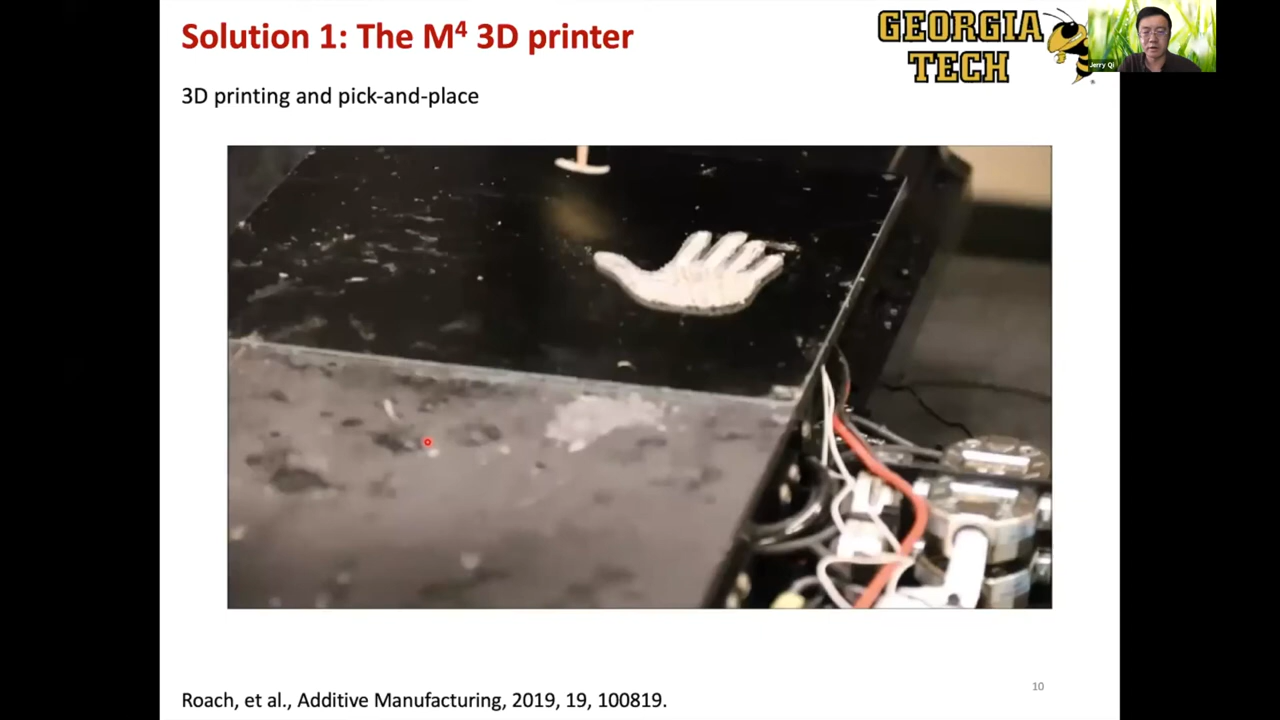 Solution 1: The M⁴ 3D printer
GEORGIA
TECH
Jerry Qi
3D printing and pick-and-place
10
Roach, et al., Additive Manufacturing, 2019, 19, 100819.